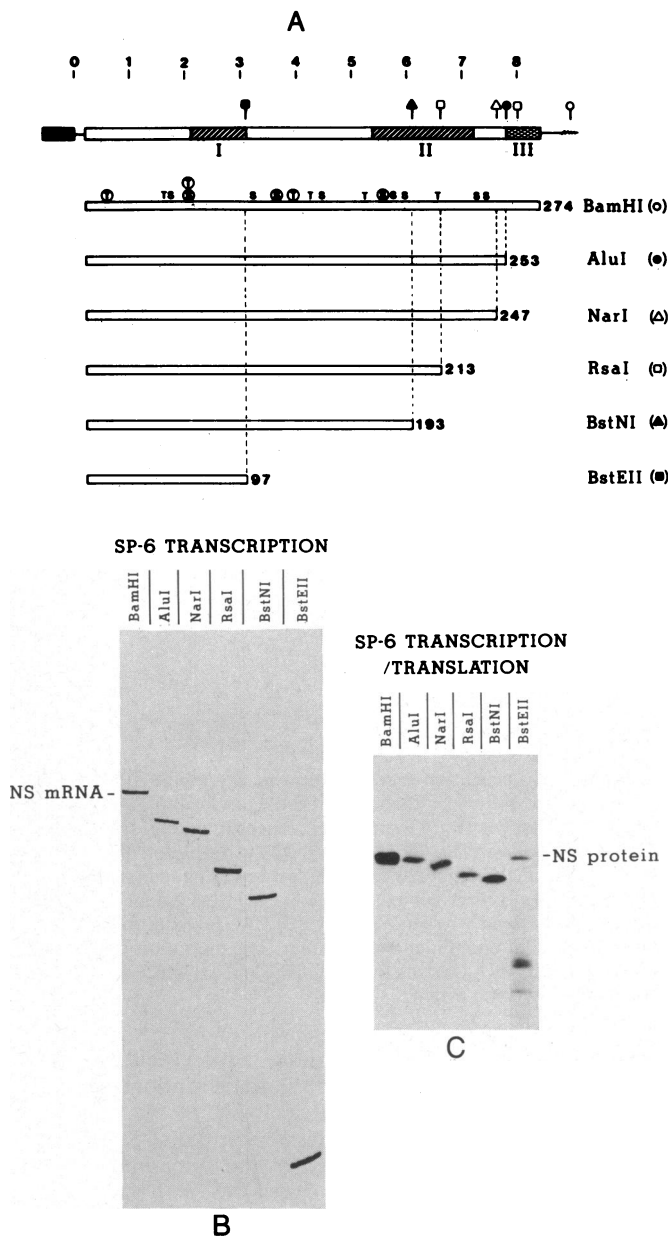 A
0 1 2 3 4 5 6 7 8
I II III
T T S T S S S T T S T S S S T S S
274 BamHI (○)
253 AluI (●)
247 NarI (△)
213 RsaI (□)
193 BstNI (▲)
97 BstEII (■)
SP-6 TRANSCRIPTION
BamHI AluI NarI RsaI BstNI BstEII
NS mRNA-
B
SP-6 TRANSCRIPTION
/TRANSLATION
BamHI AluI NarI RsaI BstNI BstEII
-NS protein
C